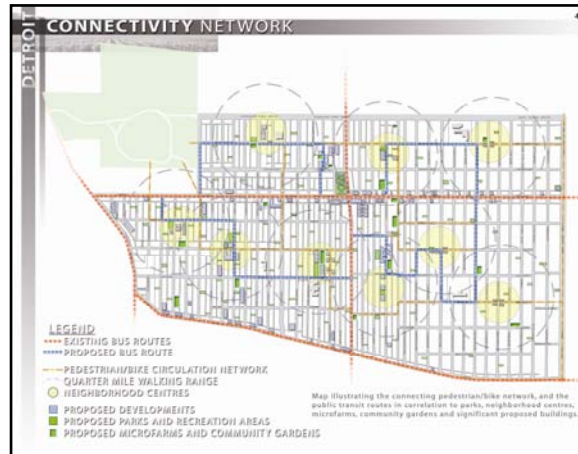 DETROIT
CONNECTIVITY NETWORK
4
LEGEND
EXISTING BUS ROUTES
PROPOSED BUS ROUTE
PEDESTRIAN/BIKE CIRCULATION NETWORK
QUARTER MILE WALKING RANGE
NEIGHBORHOOD CENTRES
PROPOSED DEVELOPMENTS
PROPOSED PARKS AND RECREATION AREAS
PROPOSED MICROFARMS AND COMMUNITY GARDENS
Map illustrating the connecting pedestrian/bike network, and the
public transit routes in correlation to parks, neighborhood centres,
microfarms, community gardens and significant proposed buildings.